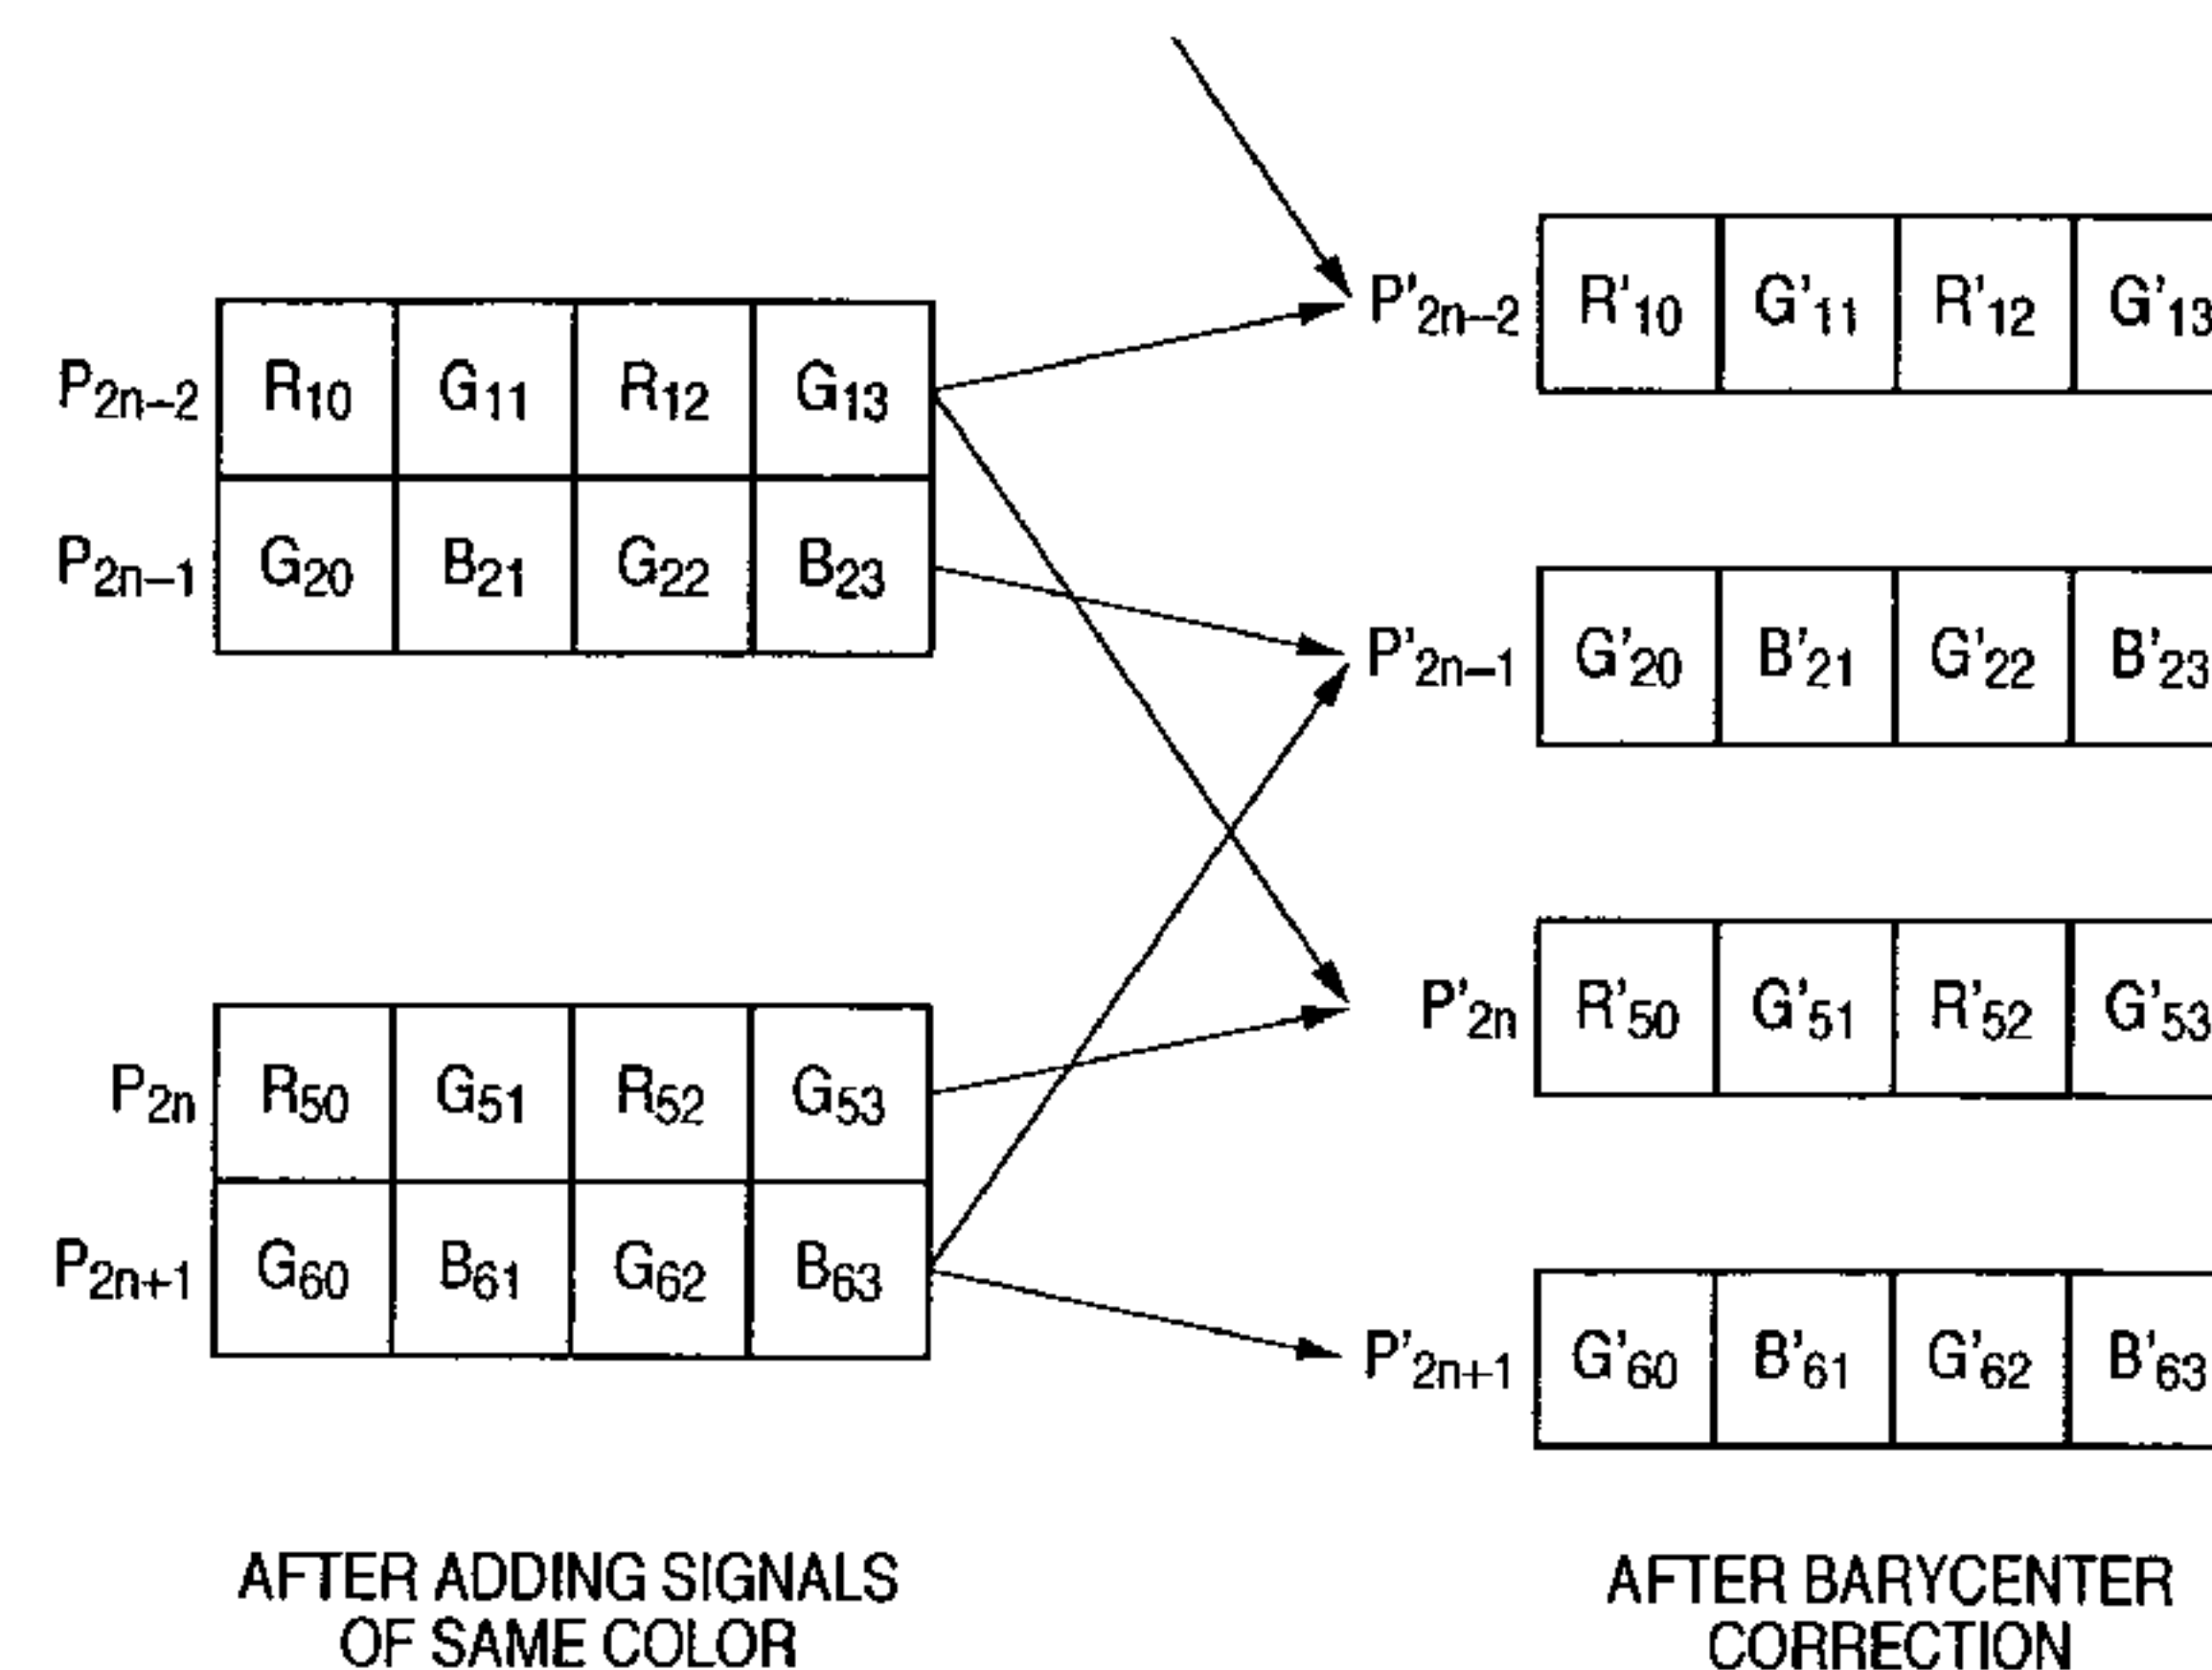 P'2n–2 R'10 G'11 R'12 G'13
P2n–2 R10 G11 R12 G13
P2n–1 G20 B21 G22 B23
P'2n–1 G'20 B'21 G'22 B'23
P'2n R'50 G'51 R'52 G'53
P2n R50 G51 R52 G53
P2n+1 G60 B61 G62 B63
P'2n+1 G'60 B'61 G'62 B'63
AFTER ADDING SIGNALS
OF SAME COLOR
AFTER BARYCENTER
CORRECTION